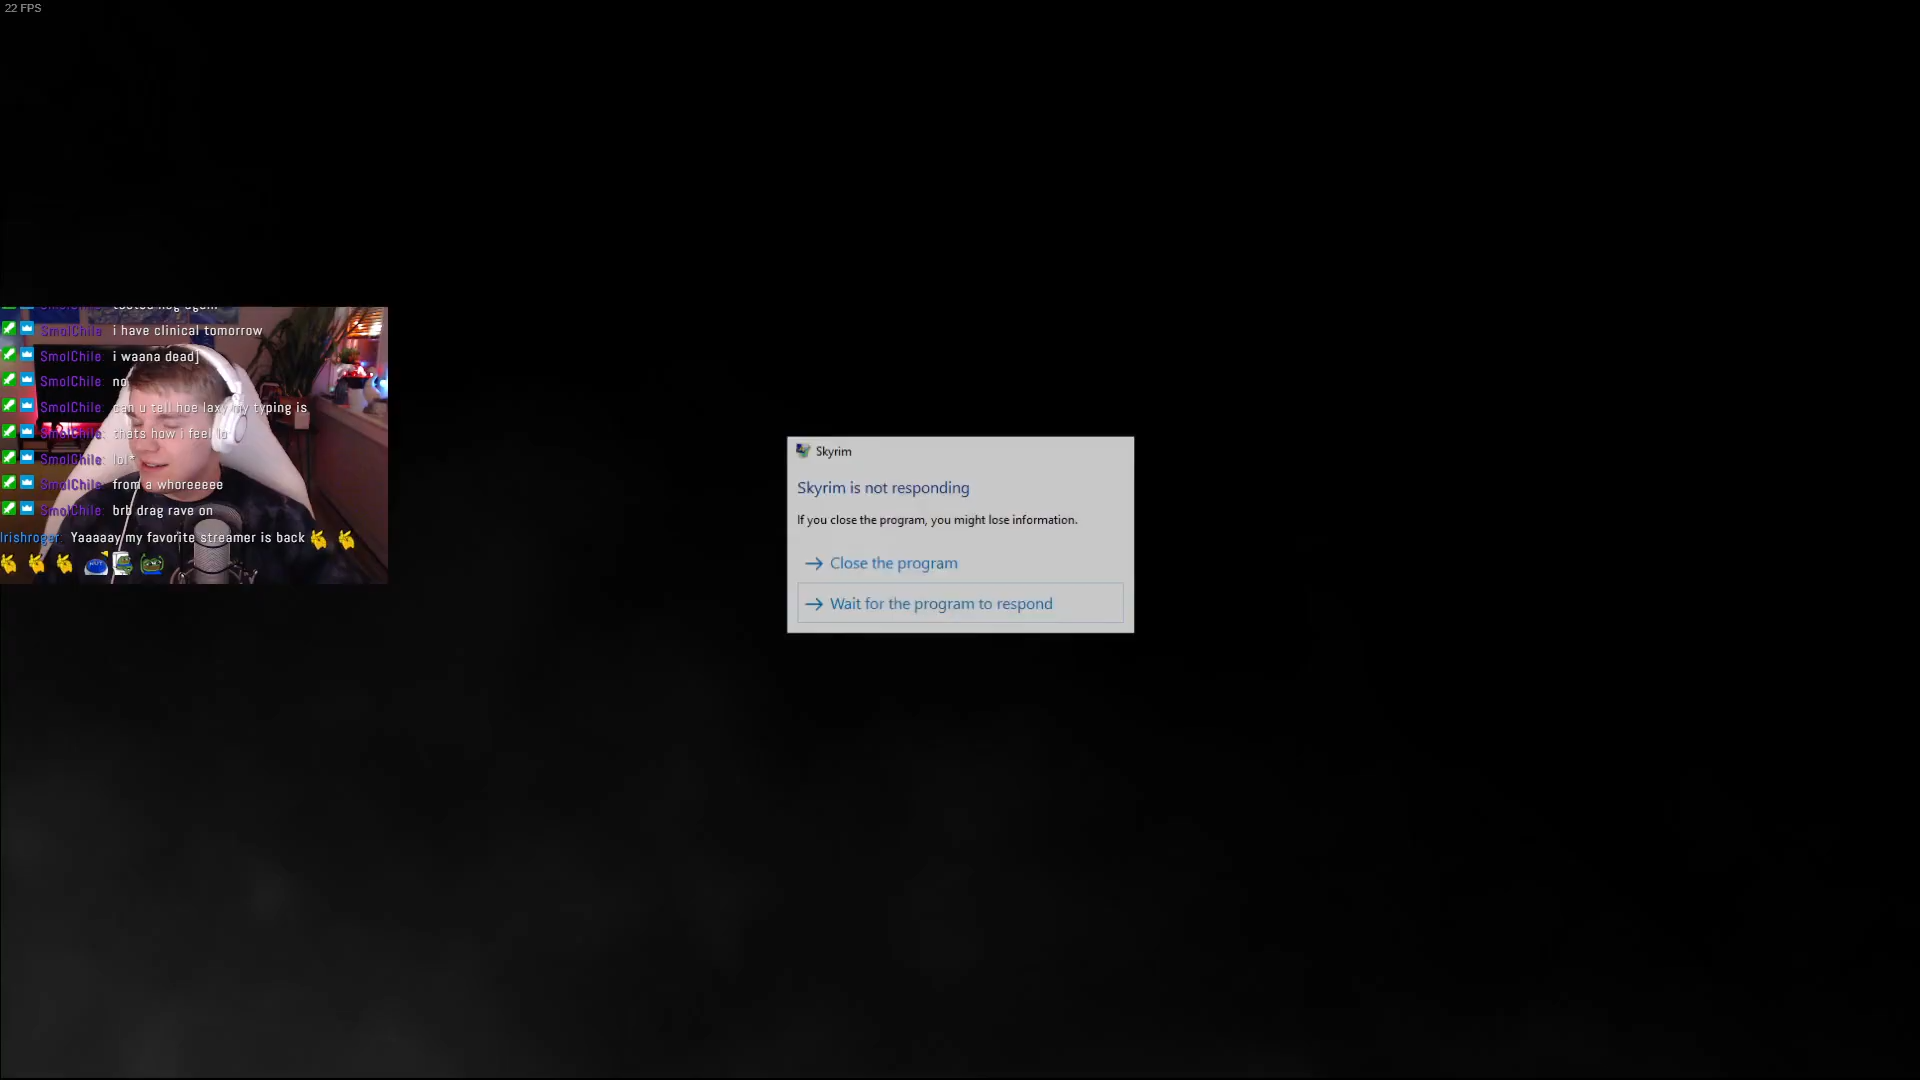 22 FPS
SmolChile: i have clinical tomorrow
SmolChile: i waana dead]
SmolChile: no
SmolChile: can u tell hoe laxy my typing is
SmolChile: thats how i feel lo
SmolChile: lol*
SmolChile: from a whoreeeee
SmolChile: brb drag rave on
Irishroger: Yaaaaay my favorite streamer is back
Skyrim
Skyrim is not responding
If you close the program, you might lose information.
Close the program
Wait for the program to respond